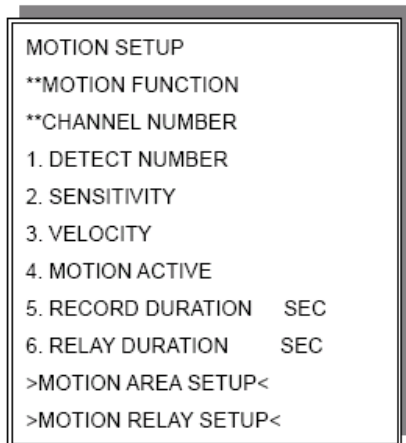 MOTION SETUP
**MOTION FUNCTION
**CHANNEL NUMBER
1. DETECT NUMBER
2. SENSITIVITY
3. VELOCITY
4. MOTION ACTIVE
5. RECORD DURATION SEC
6. RELAY DURATION SEC
>MOTION AREA SETUP<
>MOTION RELAY SETUP<